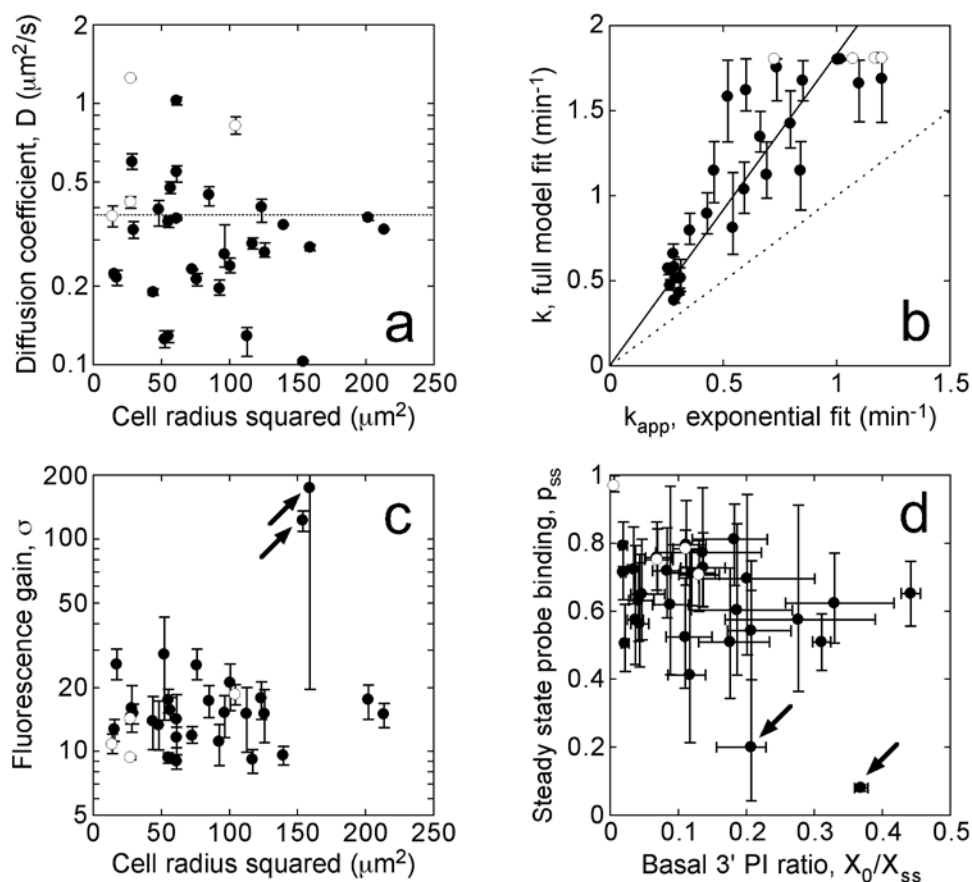 2
1
0.5
0.2
0.1
0 50 100 150 200 250
Diffusion coefficient, D (μm²/s)
Cell radius squared (μm²)
a
2
1.5
1
0.5
0
0 0.5 1 1.5
k, full model fit (min⁻¹)
k_app, exponential fit (min⁻¹)
b
200
100
50
20
10
5
0 50 100 150 200 250
Fluorescence gain, σ
Cell radius squared (μm²)
c
1
0.8
0.6
0.4
0.2
0
0 0.1 0.2 0.3 0.4 0.5
Steady state probe binding, p_ss
Basal 3' PI ratio, X₀/X_ss
d